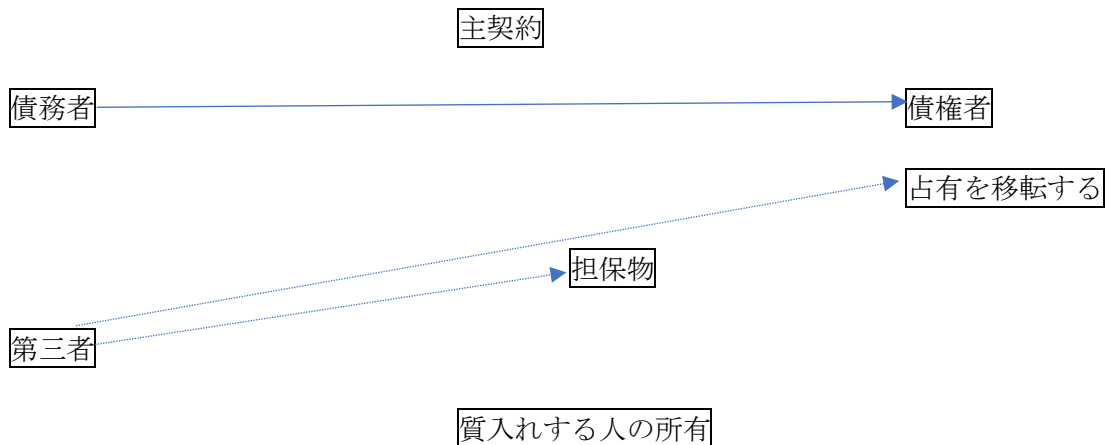 主契約
債務者
債権者
占有を移転する
担保物
第三者
質入れする人の所有